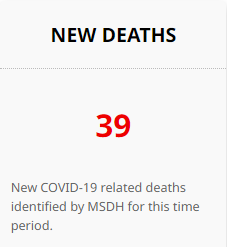 NEW DEATHS
39
New COVID-19 related deaths
identified by MSDH for this time
period.